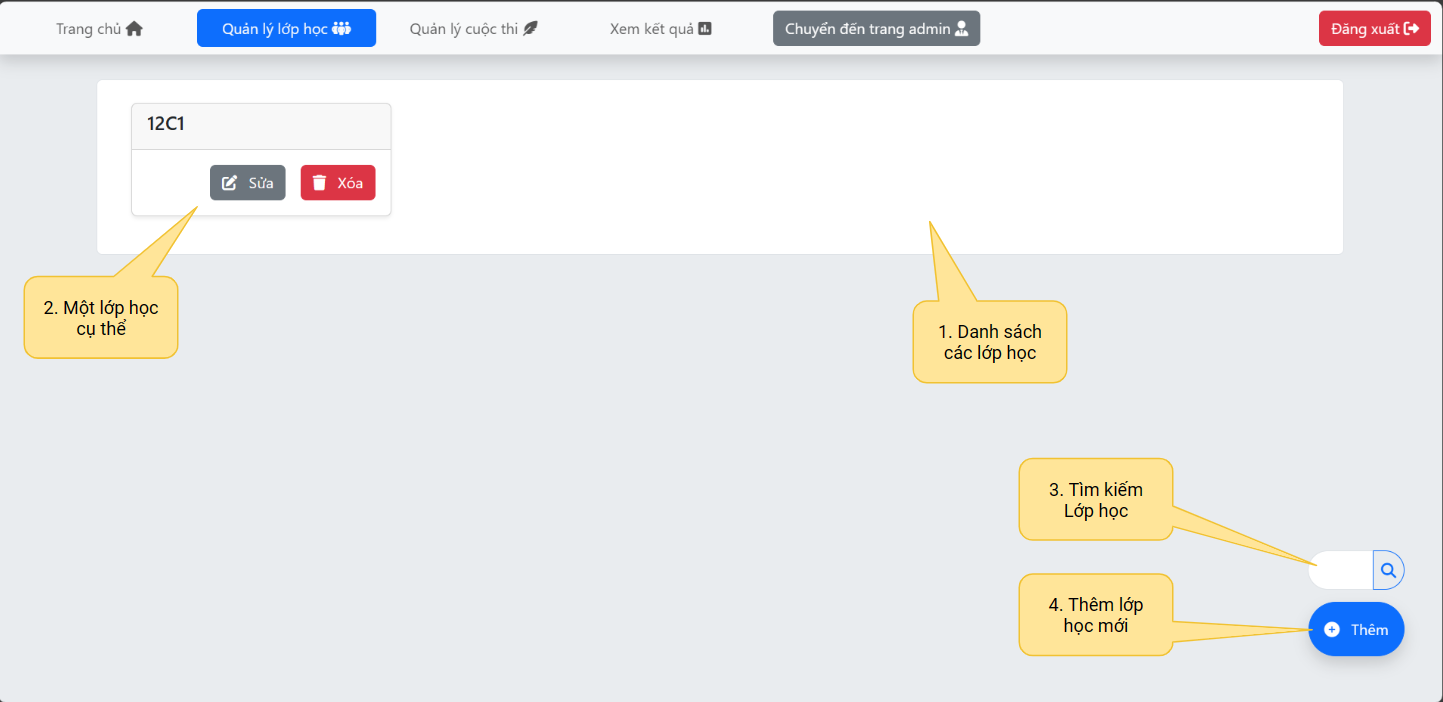 Trang chủ
Quản lý lớp học
Quản lý cuộc thi
Xem kết quả
Chuyển đến trang admin
Đăng xuất
12C1
Sửa
Xóa
2. Một lớp học
cụ thể
1. Danh sách
các lớp học
3. Tìm kiếm
Lớp học
4. Thêm lớp
học mới
Thêm